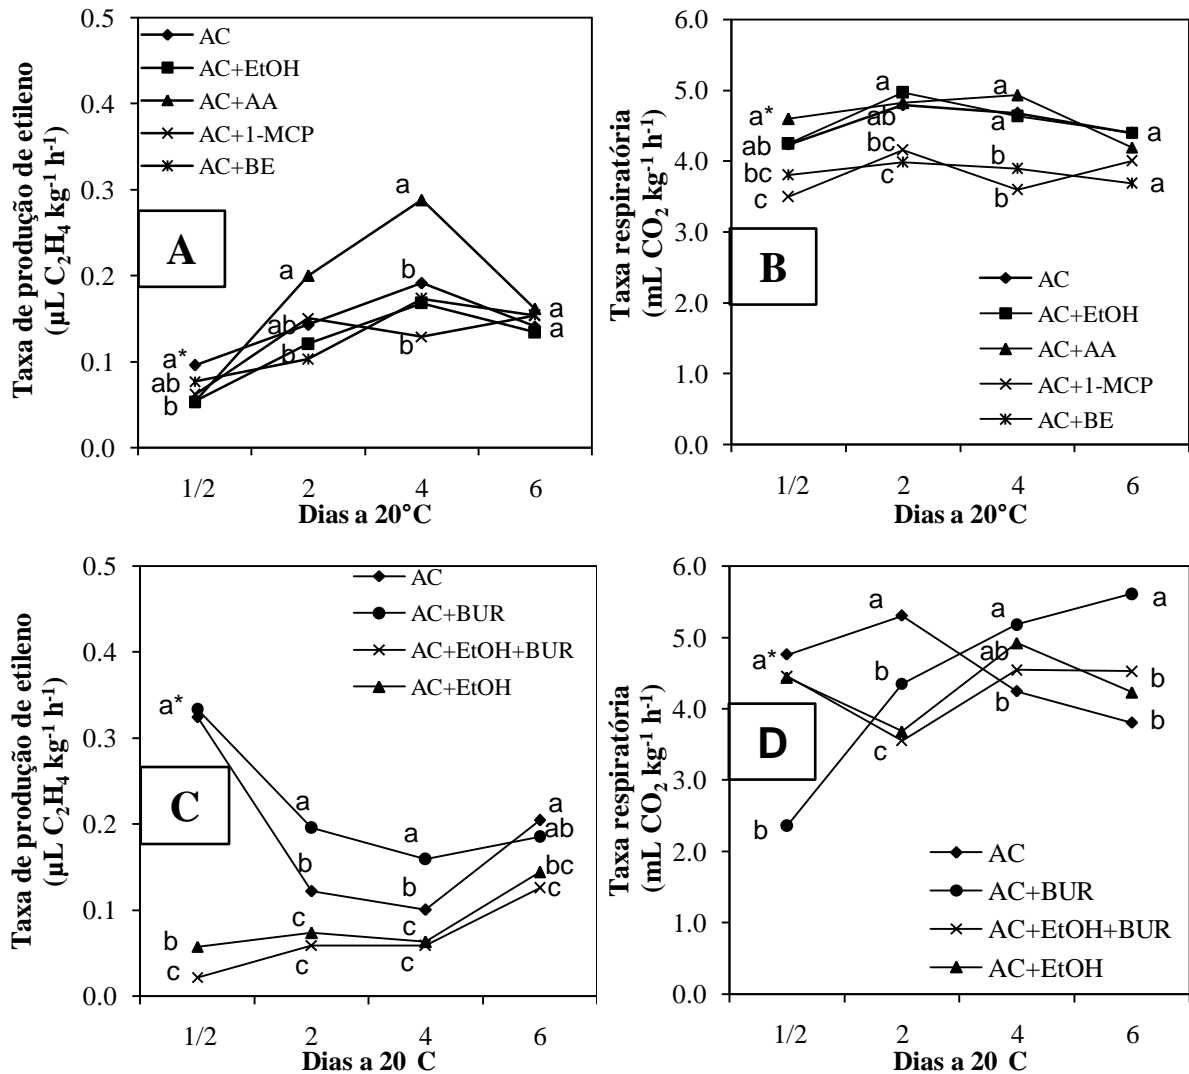 Taxa de produção de etileno
(µL C2H4 kg-1 h-1)
0.5
0.4
0.3
0.2
0.1
0.0
AC
AC+EtOH
AC+AA
AC+1-MCP
AC+BE
A
a*
ab
b
a
ab
b
a
b
b
a
a
1/2 2 4 6
Dias a 20°C
Taxa respiratória
(mL CO2 kg-1 h-1)
6.0
5.0
4.0
3.0
2.0
1.0
0.0
a*
ab
bc
c
a
ab
bc
c
a
a
b
b
a
a
B
AC
AC+EtOH
AC+AA
AC+1-MCP
AC+BE
1/2 2 4 6
Dias a 20°C
Taxa de produção de etileno
(µL C2H4 kg-1 h-1)
0.5
0.4
0.3
0.2
0.1
0.0
AC
AC+BUR
AC+EtOH+BUR
AC+EtOH
C
a*
b
c
a
b
c
c
a
b
c
c
a
ab
bc
c
1/2 2 4 6
Dias a 20 C
Taxa respiratória
(mL CO2 kg-1 h-1)
6.0
5.0
4.0
3.0
2.0
1.0
0.0
a*
b
a
b
c
a
ab
b
a
b
b
D
AC
AC+BUR
AC+EtOH+BUR
AC+EtOH
1/2 2 4 6
Dias a 20 C